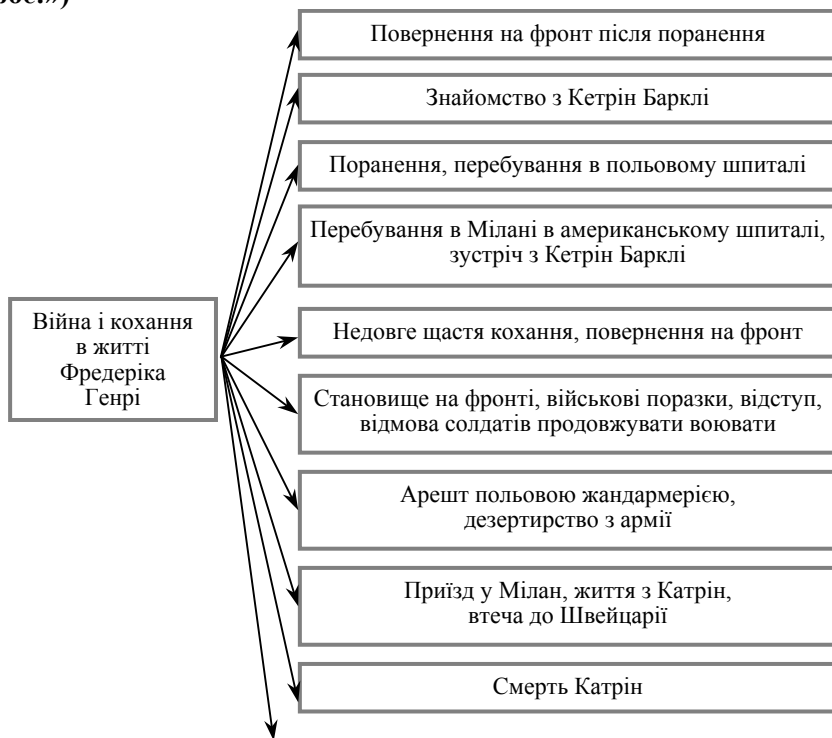 Повернення на фронт після поранення
Знайомство з Кетрін Барклі
Поранення, перебування в польовому шпиталі
Перебування в Мілані в американському шпиталі,
зустріч з Кетрін Барклі
Війна і кохання
в житті
Фредеріка
Генрі
Недовге щастя кохання, повернення на фронт
Становище на фронті, військові поразки, відступ,
відмова солдатів продовжувати воювати
Арешт польовою жандармерією,
дезертирство з армії
Приїзд у Мілан, життя з Катрін,
втеча до Швейцарії
Смерть Катрін